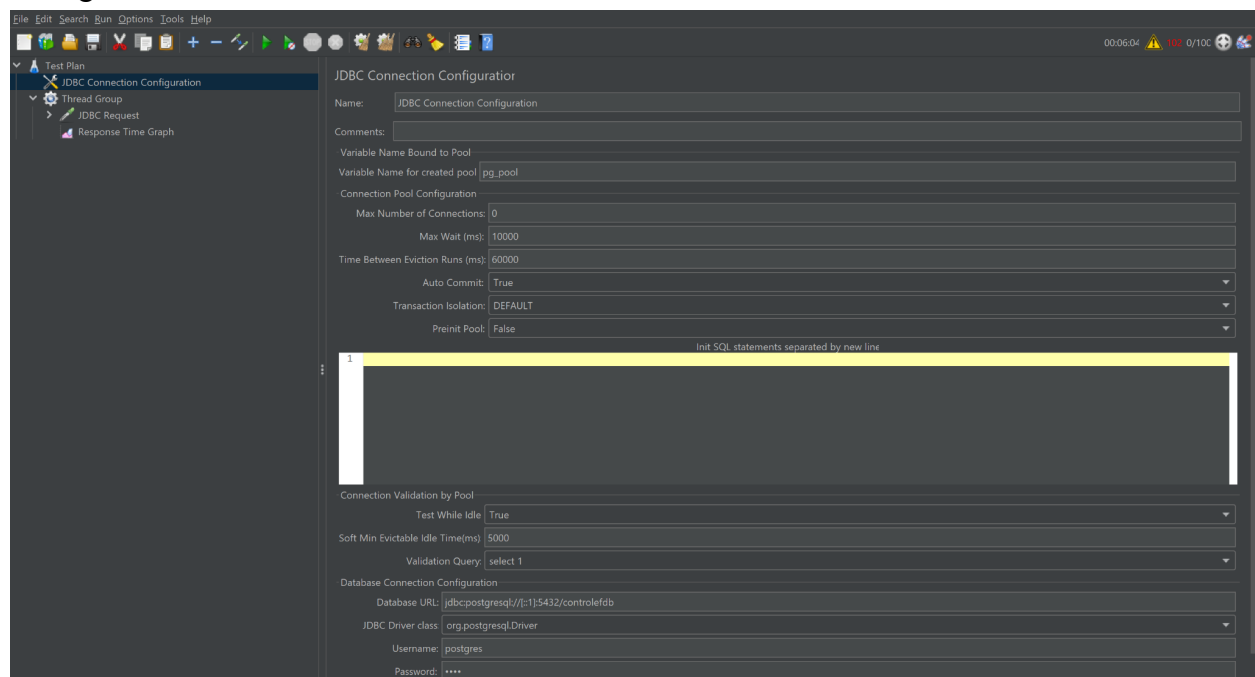 File Edit Search Run Options Tools Help
00:06:04 0/100
Test Plan
JDBC Connection Configuration
Thread Group
JDBC Request
Response Time Graph
JDBC Connection Configuration
Name: JDBC Connection Configuration
Comments:
Variable Name Bound to Pool
Variable Name for created pool pg_pool
Connection Pool Configuration
Max Number of Connections: 0
Max Wait (ms): 10000
Time Between Eviction Runs (ms): 60000
Auto Commit: True
Transaction Isolation: DEFAULT
Preinit Pool: False
Init SQL statements separated by new line
1
Connection Validation by Pool
Test While Idle True
Soft Min Evictable Idle Time(ms) 5000
Validation Query: select 1
Database Connection Configuration
Database URL: jdbc:postgresql://[::1]:5432/controlefdb
JDBC Driver class org.postgresql.Driver
Username: postgres
Password: ••••